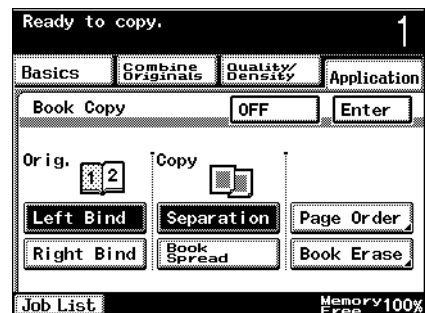 Ready to copy.
1
Basics
Combine
Originals
Quality/
Density
Application
Book Copy
OFF
Enter
Orig.
1 2
Copy
Left Bind
Separation
Page Order
Right Bind
Book
Spread
Book Erase
Job List
Memory
Free 100%